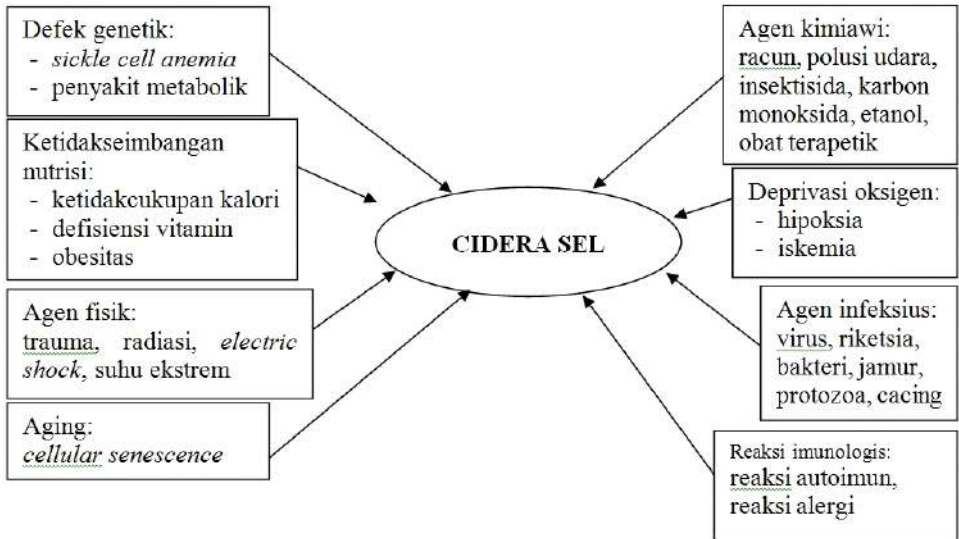 Defek genetik:
- sickle cell anemia
- penyakit metabolik
Ketidakseimbangan
nutrisi:
- ketidakcukupan kalori
- defisiensi vitamin
- obesitas
Agen fisik:
trauma, radiasi, electric
shock, suhu ekstrem
Aging:
cellular senescence
CIDERA SEL
Agen kimiawi:
racun, polusi udara,
insektisida, karbon
monoksida, etanol,
obat terapetik
Deprivasi oksigen:
- hipoksia
- iskemia
Agen infeksius:
virus, riketsia,
bakteri, jamur,
protozoa, cacing
Reaksi imunologis:
reaksi autoimun,
reaksi alergi